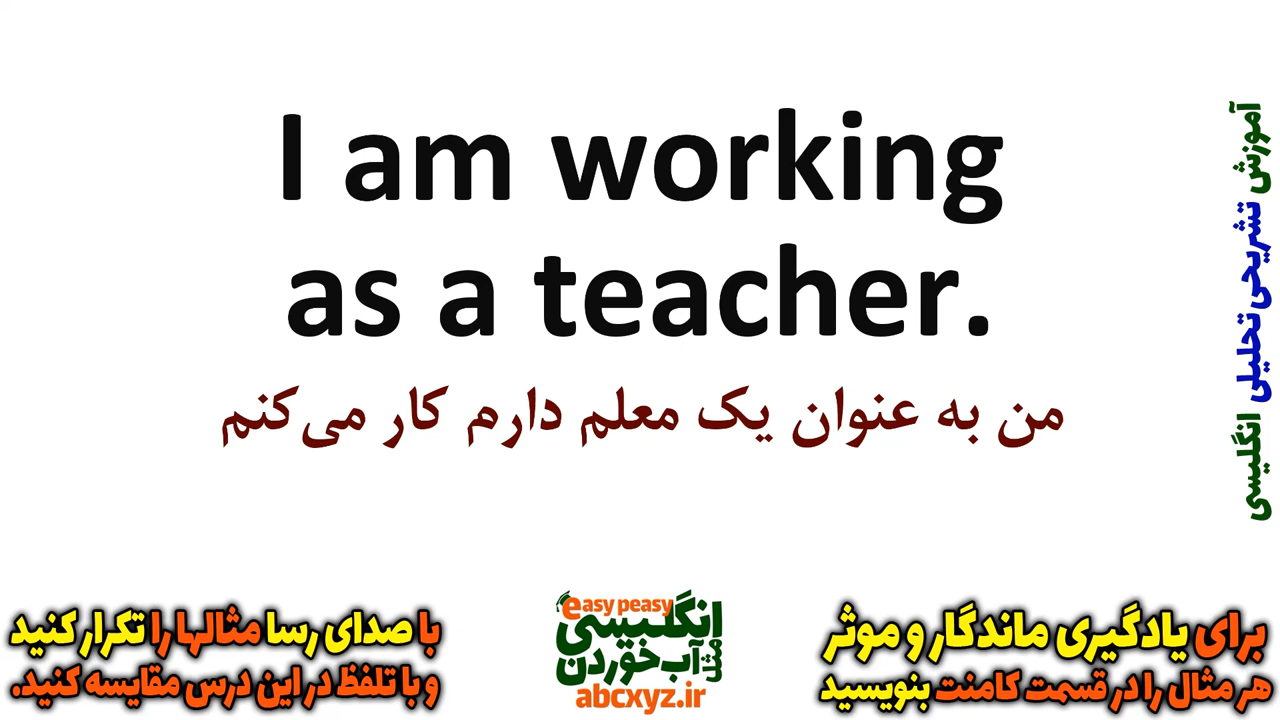 I am working
as a teacher.
من به عنوان یک معلم دارم کار می‌کنم
آموزش تشریحی تحلیلی انگلیسی
برای یادگیری ماندگار و موثر
هر مثال را در قسمت کامنت بنویسید
easy peasy
انگلیسی
مثل آب خوردن
abcxyz.ir
با صدای رسا مثالها را تکرار کنید
و با تلفظ در این درس مقایسه کنید.